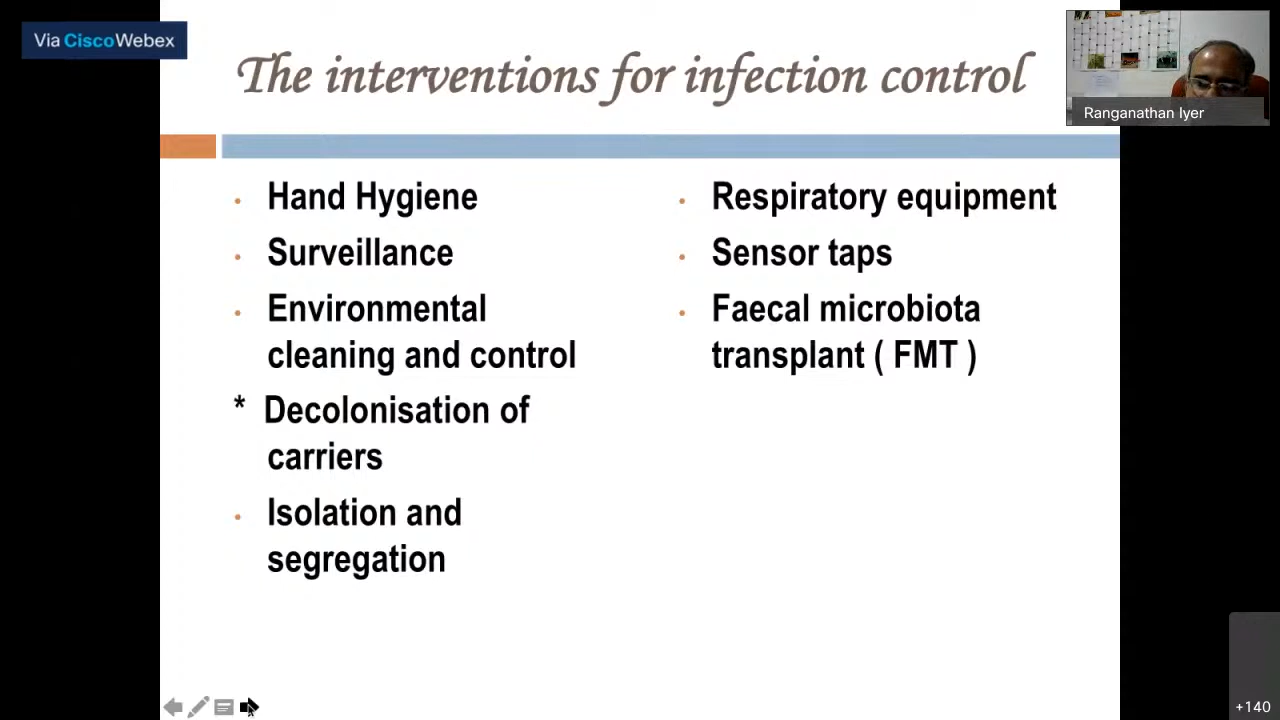 Via CiscoWebex
The interventions for infection control
Ranganathan Iyer
• Hand Hygiene
• Surveillance
• Environmental
cleaning and control
* Decolonisation of
carriers
• Isolation and
segregation
• Respiratory equipment
• Sensor taps
• Faecal microbiota
transplant ( FMT )
+140